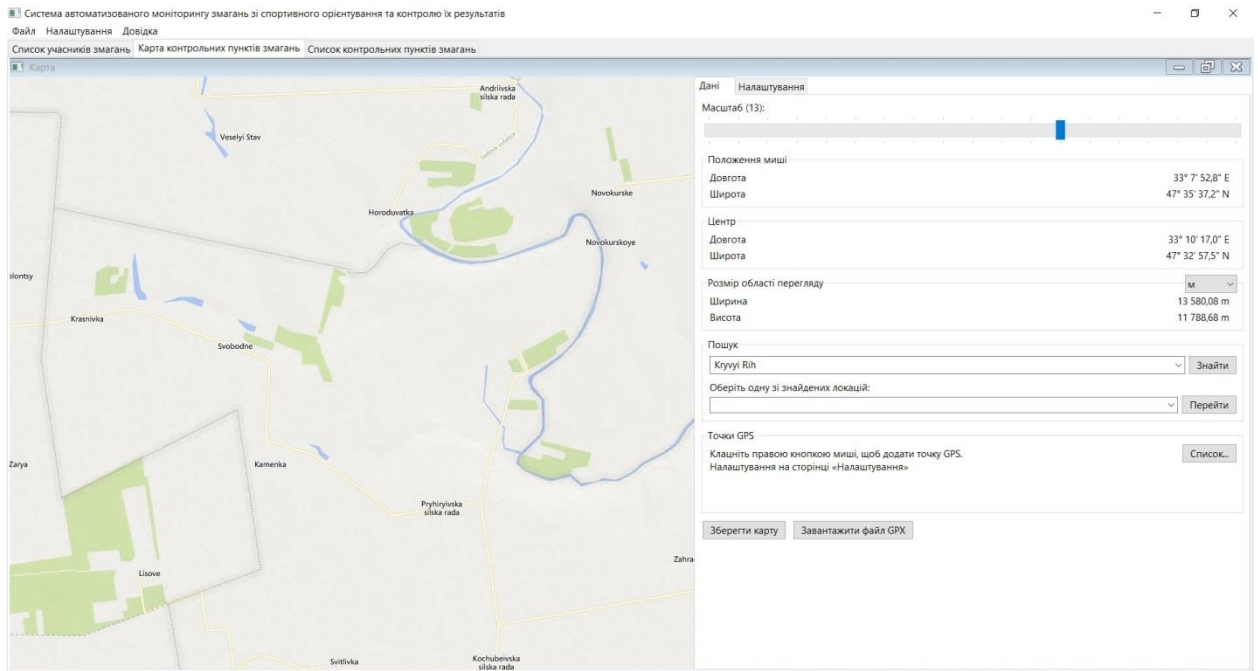 Система автоматизованого моніторингу змагань зі спортивного орієнтування та контролю їх результатів
Файл Налаштування Довідка
Список учасників змагань Карта контрольних пунктів змагань Список контрольних пунктів змагань
Карта
Andriivska
silska rada
Veselyi Stav
Sadova vulytsia
Novokurske
Horoduvatka
Novokurskoye
olontsy
Krasnivka
Svobodne
Zarya
Kamenka
Pryhiryivska
silska rada
Zahra
Lisove
Svitlivka
Kochubeivska
silska rada
Дані Налаштування
Масштаб (13):
Положення миші
Довгота 33° 7' 52,8" E
Широта 47° 35' 37,2" N
Центр
Довгота 33° 10' 17,0" E
Широта 47° 32' 57,5" N
Розмір області перегляду м
Ширина 13 580,08 m
Висота 11 788,68 m
Пошук
Kryvyi Rih Знайти
Оберіть одну зі знайдених локацій:
Перейти
Точки GPS
Клацніть правою кнопкою миші, щоб додати точку GPS. Список...
Налаштування на сторінці «Налаштування»
Зберегти карту Завантажити файл GPX